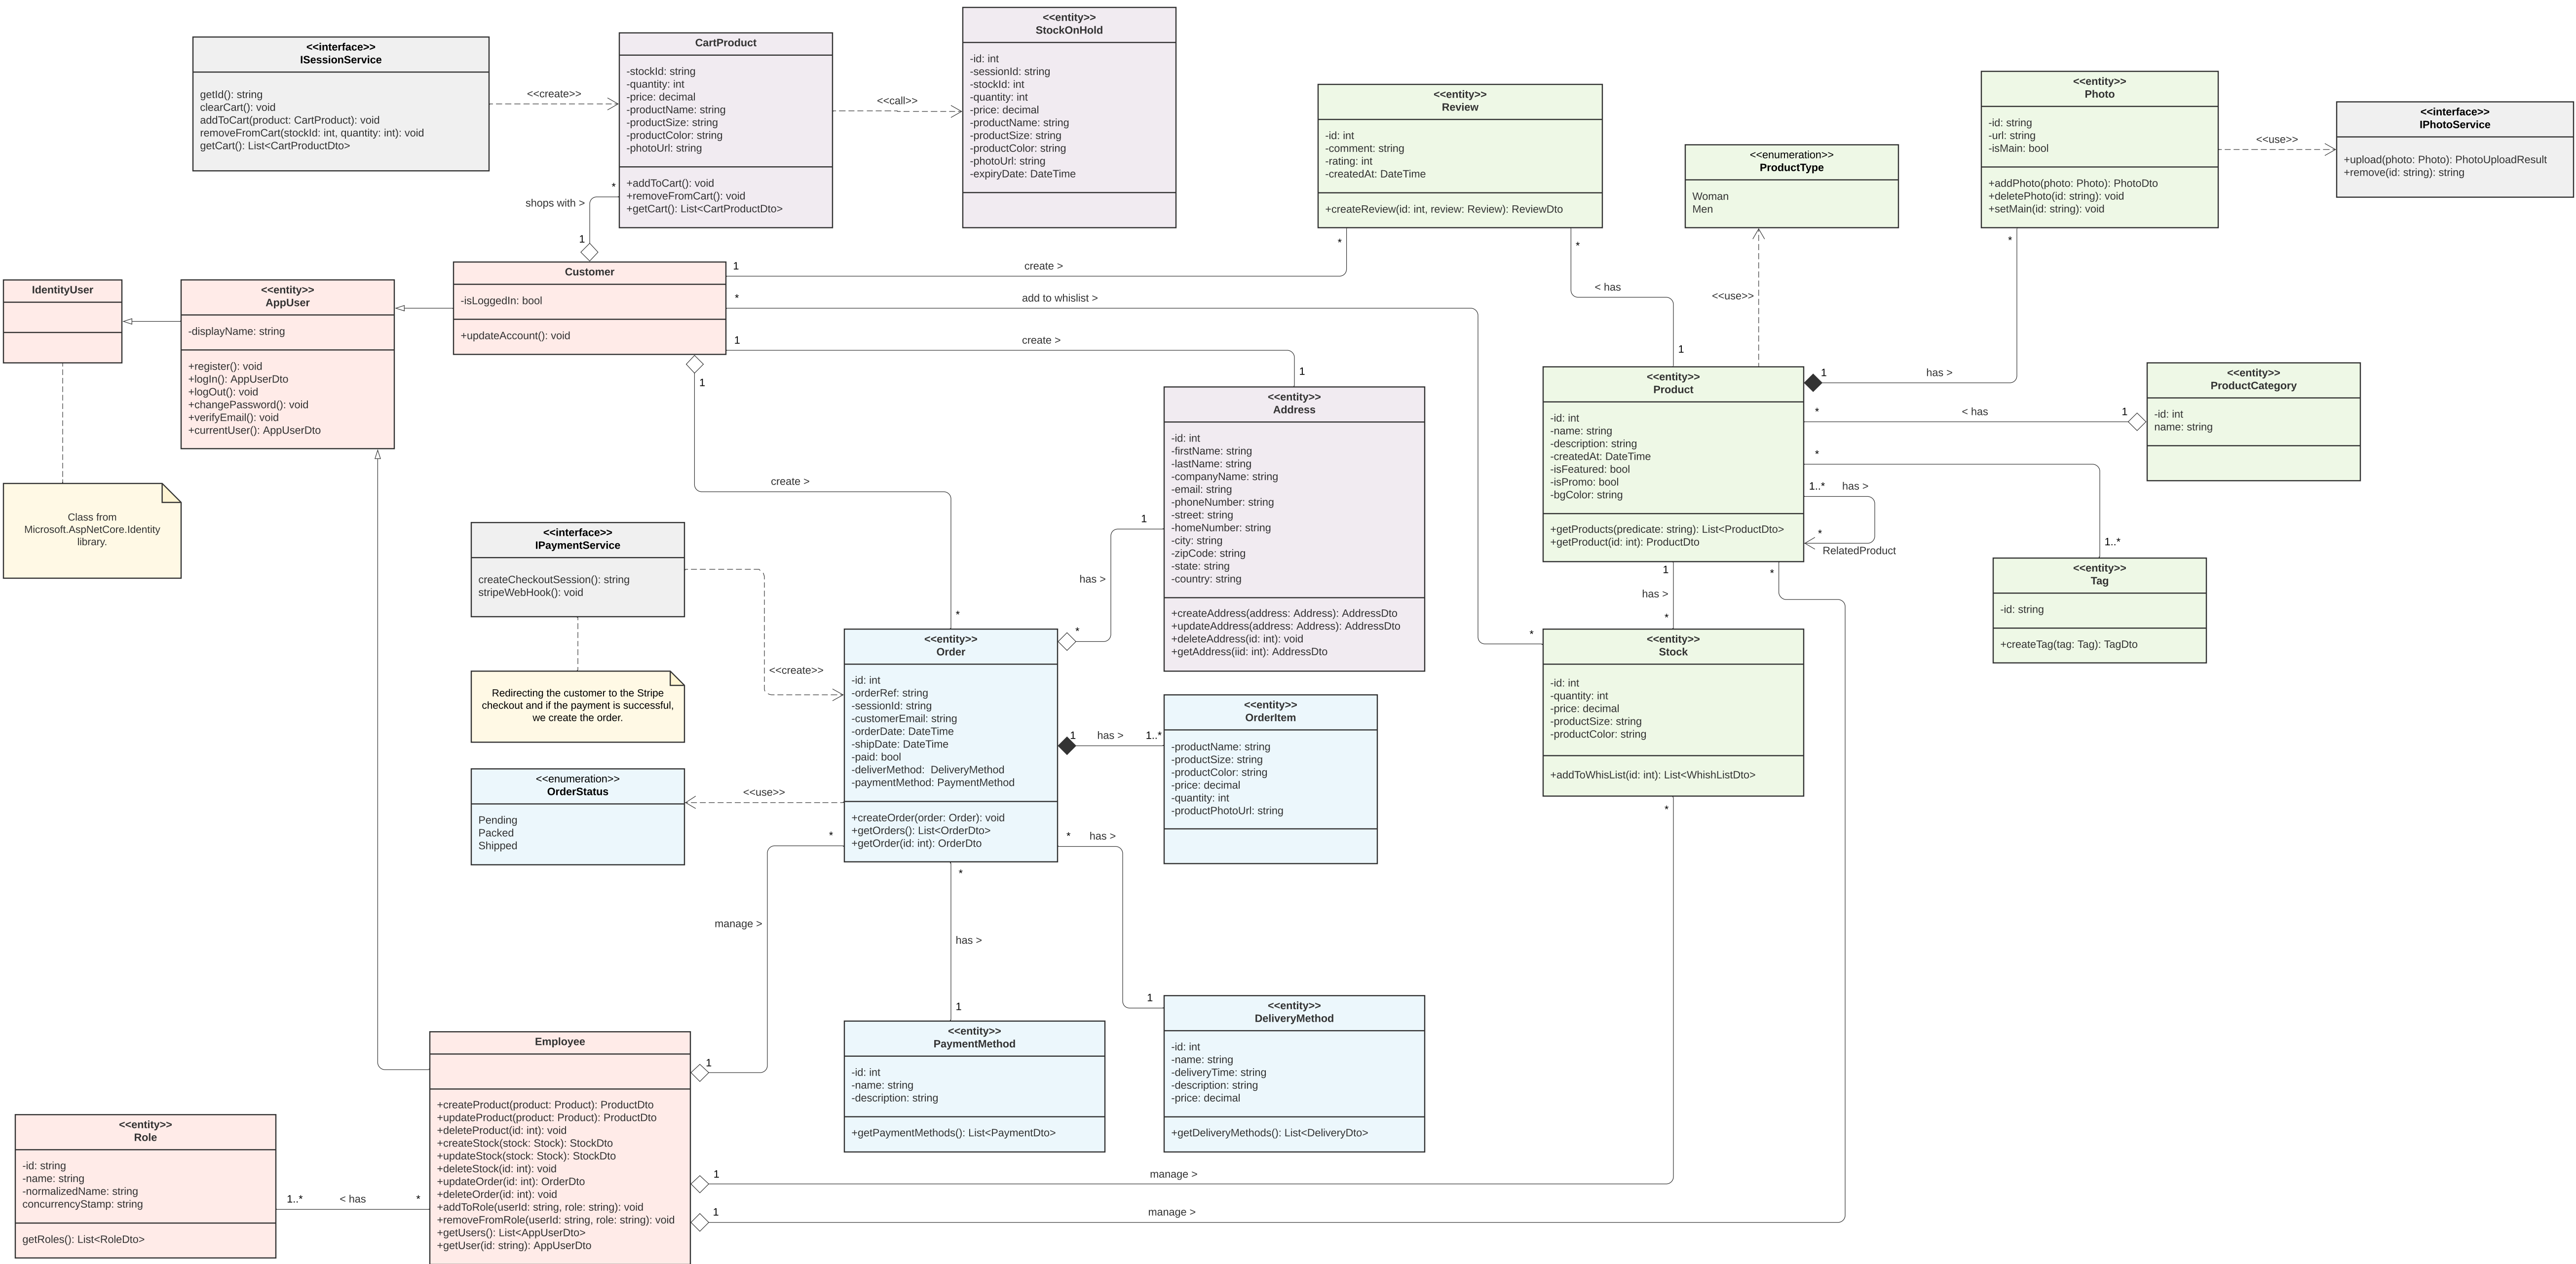 <<interface>>
ISessionService
getId(): string
clearCart(): void
addToCart(product: CartProduct): void
removeFromCart(stockId: int, quantity: int): void
getCart(): List<CartProductDto>
<<create>>
CartProduct
-stockId: string
-quantity: int
-price: decimal
-productName: string
-productSize: string
-productColor: string
-photoUrl: string
+addToCart(): void
+removeFromCart(): void
+getCart(): List<CartProductDto>
<<call>>
<<entity>>
StockOnHold
-id: int
-sessionId: string
-stockId: int
-quantity: int
-price: decimal
-productName: string
-productSize: string
-productColor: string
-photoUrl: string
-expiryDate: DateTime
<<entity>>
Review
-id: int
-comment: string
-rating: int
-createdAt: DateTime
+createReview(id: int, review: Review): ReviewDto
<<enumeration>>
ProductType
Woman
Men
<<entity>>
Photo
-id: string
-url: string
-isMain: bool
+addPhoto(photo: Photo): PhotoDto
+deletePhoto(id: string): void
+setMain(id: string): void
<<use>>
<<interface>>
IPhotoService
+upload(photo: Photo): PhotoUploadResult
+remove(id: string): string
*
shops with >
1
IdentityUser
<<entity>>
AppUser
-displayName: string
+register(): void
+logIn(): AppUserDto
+logOut(): void
+changePassword(): void
+verifyEmail(): void
+currentUser(): AppUserDto
Customer
-isLoggedIn: bool
+updateAccount(): void
1
create >
*
*
add to whislist >
*
1
create >
1
*
< has
1
<<use>>
*
has >
1
Class from
Microsoft.AspNetCore.Identity
library.
1
create >
*
<<entity>>
Address
-id: int
-firstName: string
-lastName: string
-companyName: string
-email: string
-phoneNumber: string
-street: string
-homeNumber: string
-city: string
-zipCode: string
-state: string
-country: string
+createAddress(address: Address): AddressDto
+updateAddress(address: Address): AddressDto
+deleteAddress(id: int): void
+getAddress(iid: int): AddressDto
<<entity>>
Product
-id: int
-name: string
-description: string
-createdAt: DateTime
-isFeatured: bool
-isPromo: bool
-bgColor: string
+getProducts(predicate: string): List<ProductDto>
+getProduct(id: int): ProductDto
*
< has
1
<<entity>>
ProductCategory
-id: int
name: string
*
1..*
1..*
has >
*
RelatedProduct
<<entity>>
Tag
-id: string
+createTag(tag: Tag): TagDto
<<interface>>
IPaymentService
createCheckoutSession(): string
stripeWebHook(): void
<<create>>
Redirecting the customer to the Stripe
checkout and if the payment is successful,
we create the order.
1
has >
*
<<entity>>
Order
-id: int
-orderRef: string
-sessionId: string
-customerEmail: string
-orderDate: DateTime
-shipDate: DateTime
-paid: bool
-deliverMethod:  DeliveryMethod
-paymentMethod: PaymentMethod
+createOrder(order: Order): void
+getOrders(): List<OrderDto>
+getOrder(id: int): OrderDto
1
has >
1..*
<<entity>>
OrderItem
-productName: string
-productSize: string
-productColor: string
-price: decimal
-quantity: int
-productPhotoUrl: string
1
has >
*
*
<<entity>>
Stock
-id: int
-quantity: int
-price: decimal
-productSize: string
-productColor: string
+addToWhisList(id: int): List<WhishListDto>
*
<<enumeration>>
OrderStatus
Pending
Packed
Shipped
<<use>>
*
manage >
1
*
has >
1
*
has >
1
<<entity>>
PaymentMethod
-id: int
-name: string
-description: string
+getPaymentMethods(): List<PaymentDto>
<<entity>>
DeliveryMethod
-id: int
-name: string
-deliveryTime: string
-description: string
-price: decimal
+getDeliveryMethods(): List<DeliveryDto>
Employee
+createProduct(product: Product): ProductDto
+updateProduct(product: Product): ProductDto
+deleteProduct(id: int): void
+createStock(stock: Stock): StockDto
+updateStock(stock: Stock): StockDto
+deleteStock(id: int): void
+updateOrder(id: int): OrderDto
+deleteOrder(id: int): void
+addToRole(userId: string, role: string): void
+removeFromRole(userId: string, role: string): void
+getUsers(): List<AppUserDto>
+getUser(id: string): AppUserDto
1
manage >
1
manage >
<<entity>>
Role
-id: string
-name: string
-normalizedName: string
concurrencyStamp: string
getRoles(): List<RoleDto>
1..*
< has
*